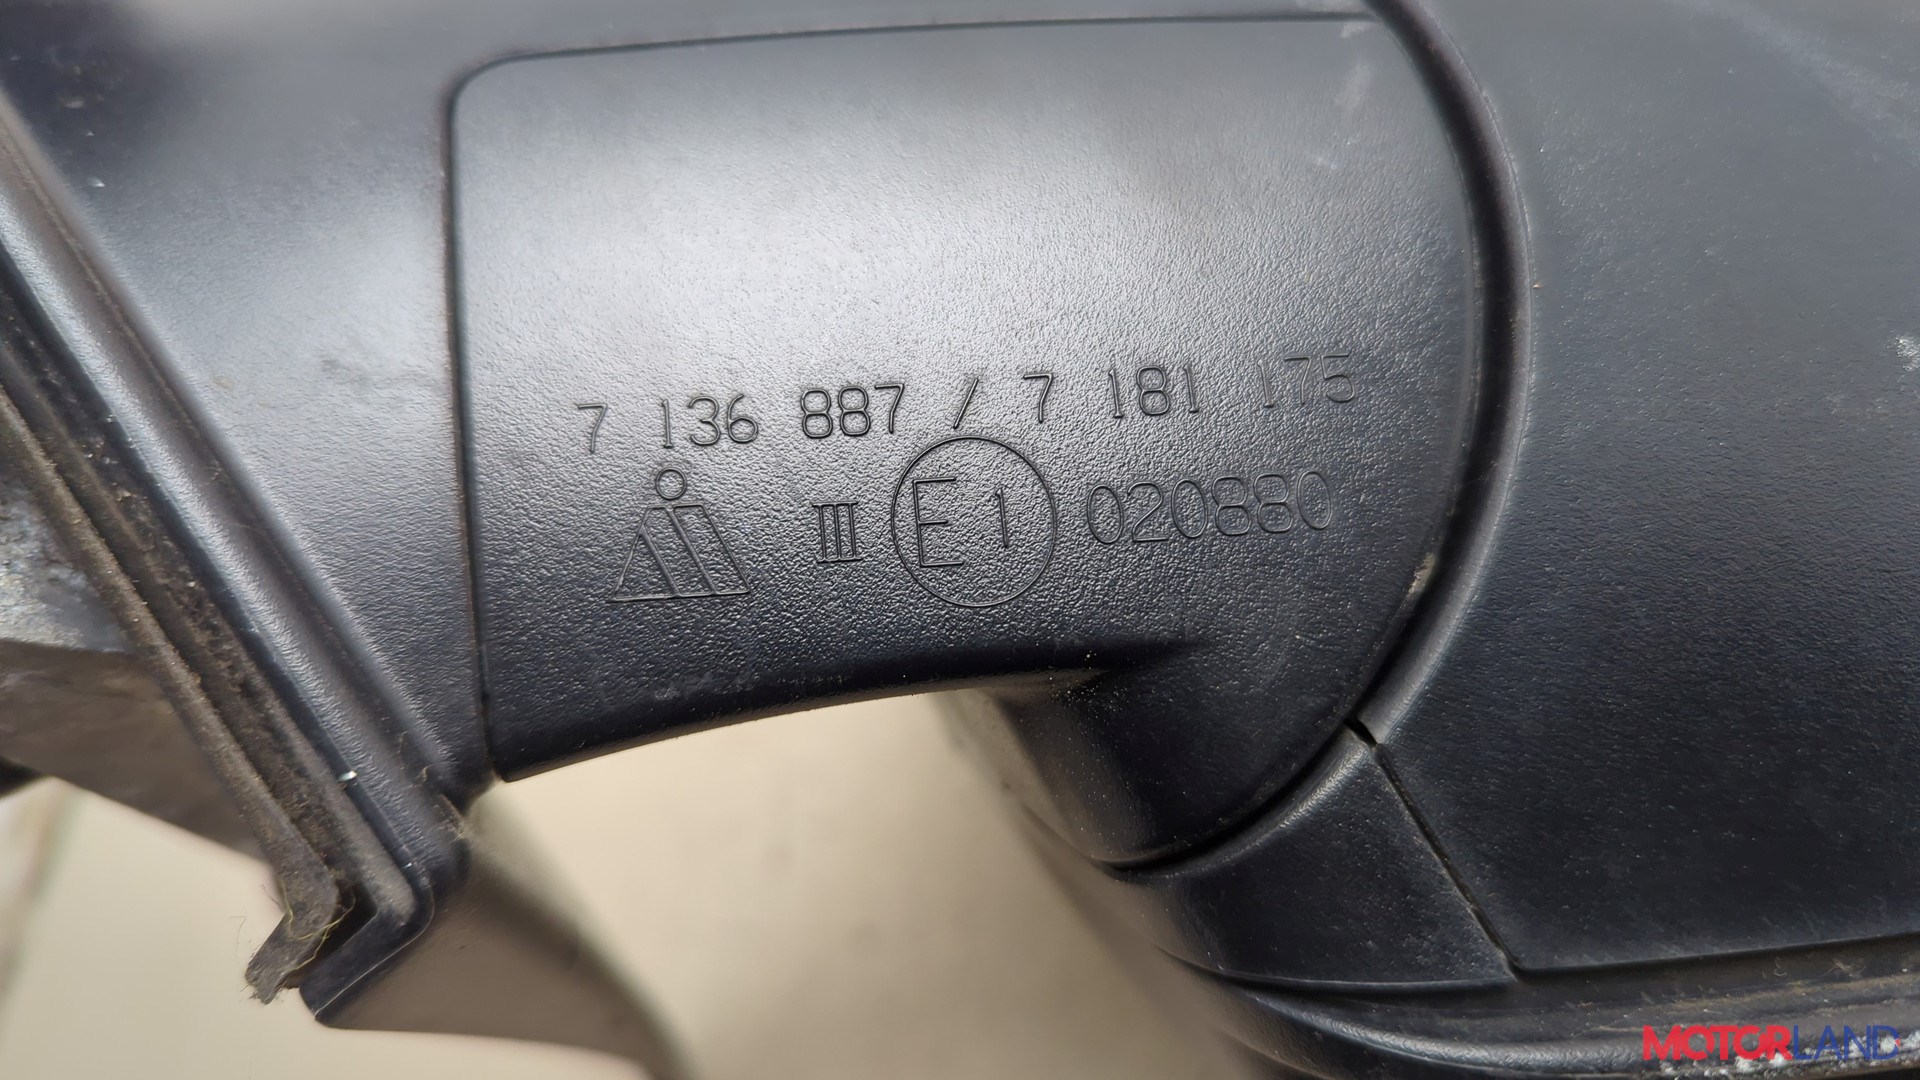 7 136 887 / 7 181 175
III E1 020880
MOTORLAND